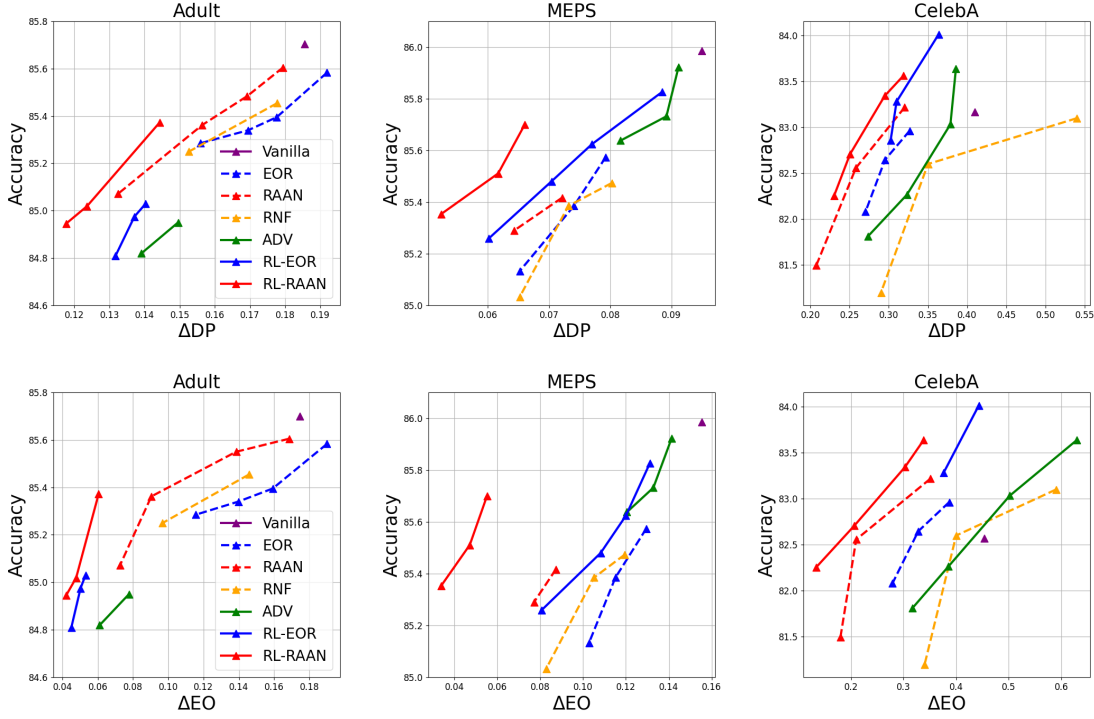 Adult
MEPS
CelebA
85.8
85.6
85.4
85.2
85.0
84.8
84.6
Accuracy
Vanilla
EOR
RAAN
RNF
ADV
RL-EOR
RL-RAAN
0.12 0.13 0.14 0.15 0.16 0.17 0.18 0.19
ΔDP
86.0
85.8
85.6
85.4
85.2
85.0
Accuracy
0.06 0.07 0.08 0.09
ΔDP
84.0
83.5
83.0
82.5
82.0
81.5
Accuracy
0.20 0.25 0.30 0.35 0.40 0.45 0.50 0.55
ΔDP
Adult
MEPS
CelebA
85.8
85.6
85.4
85.2
85.0
84.8
84.6
Accuracy
Vanilla
EOR
RAAN
RNF
ADV
RL-EOR
RL-RAAN
0.04 0.06 0.08 0.10 0.12 0.14 0.16 0.18
ΔEO
86.0
85.8
85.6
85.4
85.2
85.0
Accuracy
0.04 0.06 0.08 0.10 0.12 0.14 0.16
ΔEO
84.0
83.5
83.0
82.5
82.0
81.5
Accuracy
0.2 0.3 0.4 0.5 0.6
ΔEO